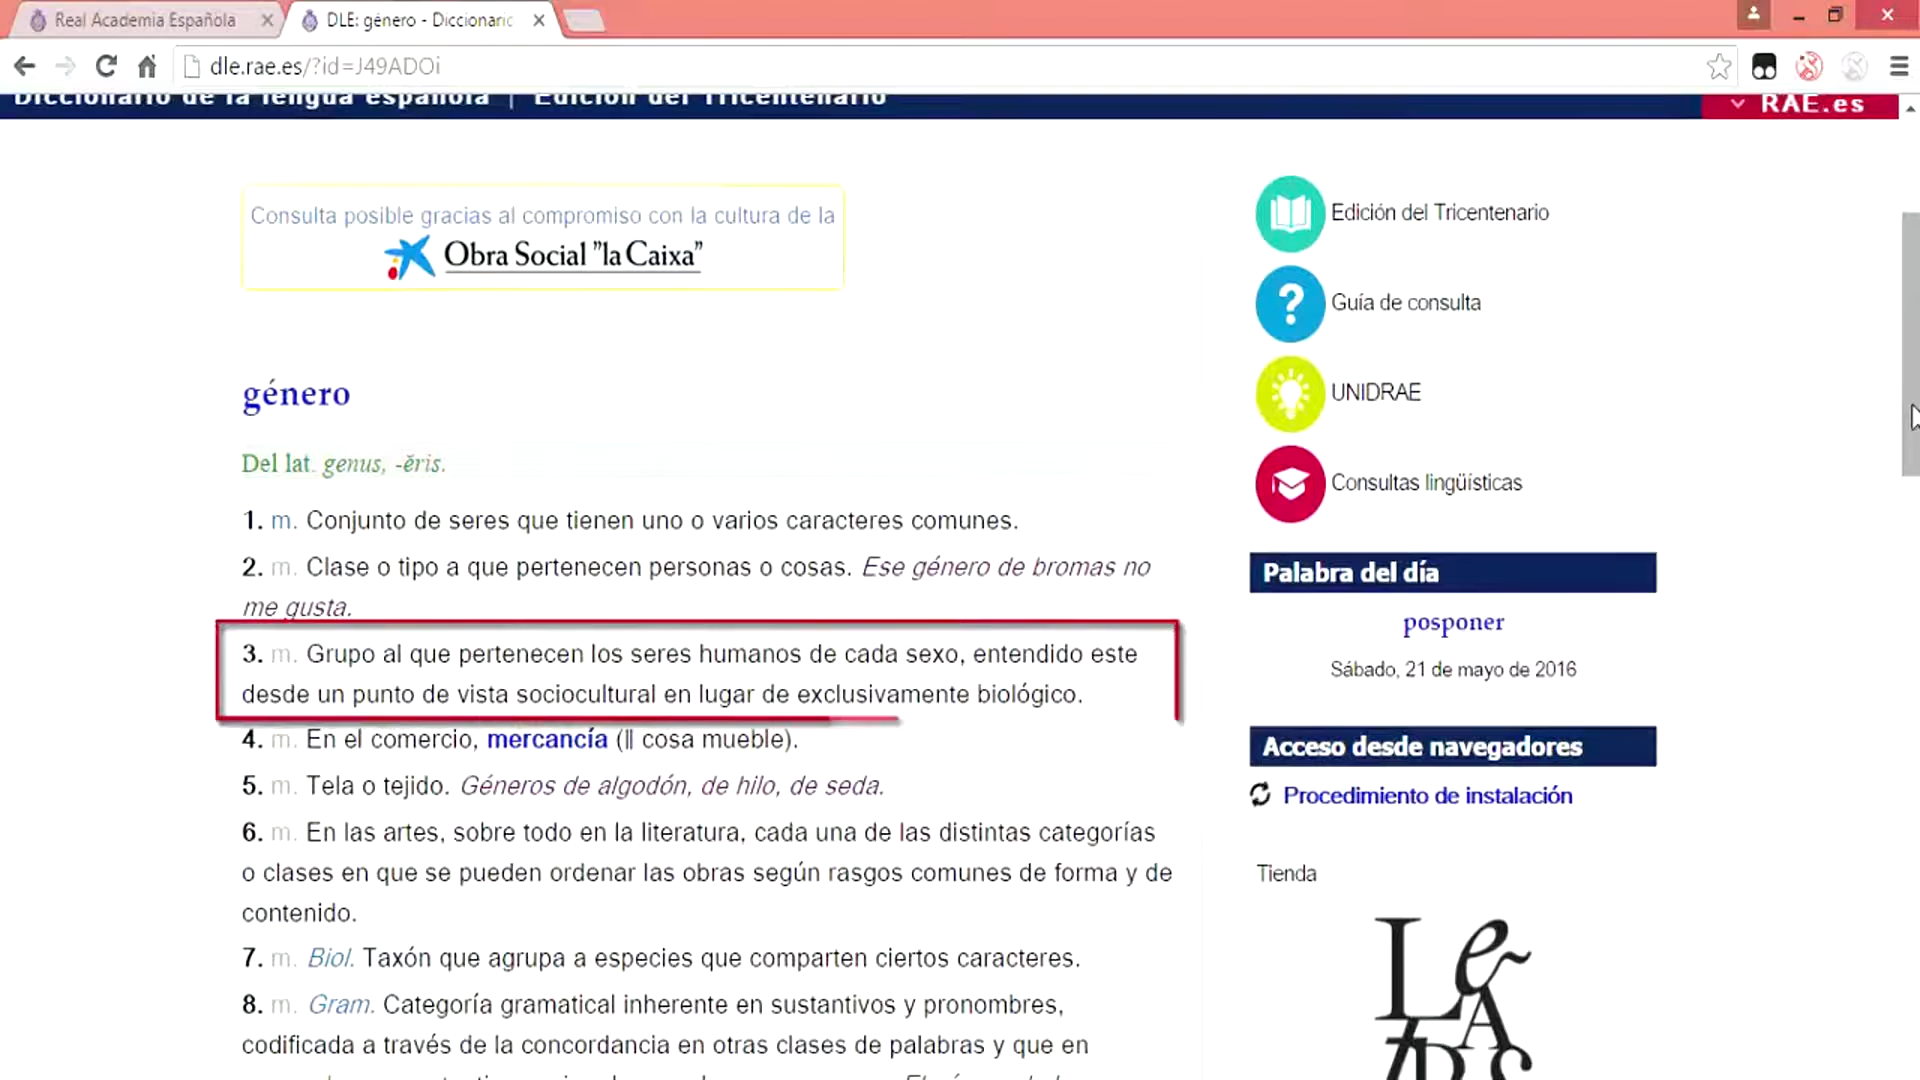 Real Academia Española
DLE: género - Diccionaric
dle.rae.es/?id=J49ADOi
Diccionario de la lengua española | Edición del Tricentenario
RAE.es
Consulta posible gracias al compromiso con la cultura de la
Obra Social "la Caixa"
género
Del lat. genus, -ĕris.
1. m. Conjunto de seres que tienen uno o varios caracteres comunes.
2. m. Clase o tipo a que pertenecen personas o cosas. Ese género de bromas no
me gusta.
3. m. Grupo al que pertenecen los seres humanos de cada sexo, entendido este
desde un punto de vista sociocultural en lugar de exclusivamente biológico.
4. m. En el comercio, mercancía (‖ cosa mueble).
5. m. Tela o tejido. Géneros de algodón, de hilo, de seda.
6. m. En las artes, sobre todo en la literatura, cada una de las distintas categorías
o clases en que se pueden ordenar las obras según rasgos comunes de forma y de
contenido.
7. m. Biol. Taxón que agrupa a especies que comparten ciertos caracteres.
8. m. Gram. Categoría gramatical inherente en sustantivos y pronombres,
codificada a través de la concordancia en otras clases de palabras y que en
Edición del Tricentenario
Guía de consulta
UNIDRAE
Consultas lingüísticas
Palabra del día
posponer
Sábado, 21 de mayo de 2016
Acceso desde navegadores
Procedimiento de instalación
Tienda